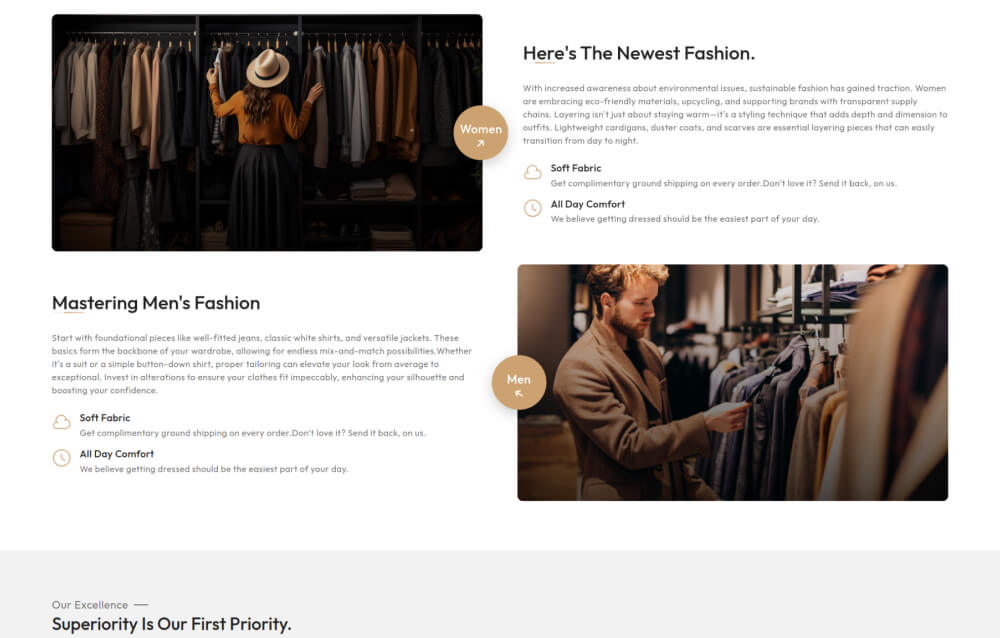 Women
Here's The Newest Fashion.
With increased awareness about environmental issues, sustainable fashion has gained traction. Women
are embracing eco-friendly materials, upcycling, and supporting brands with transparent supply
chains. Layering isn't just about staying warm—it's a styling technique that adds depth and dimension to
outfits. Lightweight cardigans, duster coats, and scarves are essential layering pieces that can easily
transition from day to night.
Soft Fabric
Get complimentary ground shipping on every order.Don't love it? Send it back, on us.
All Day Comfort
We believe getting dressed should be the easiest part of your day.
Mastering Men's Fashion
Start with foundational pieces like well-fitted jeans, classic white shirts, and versatile jackets. These
basics form the backbone of your wardrobe, allowing for endless mix-and-match possibilities.Whether
it's a suit or a simple button-down shirt, proper tailoring can elevate your look from average to
exceptional. Invest in alterations to ensure your clothes fit impeccably, enhancing your silhouette and
boosting your confidence.
Soft Fabric
Get complimentary ground shipping on every order.Don't love it? Send it back, on us.
All Day Comfort
We believe getting dressed should be the easiest part of your day.
Men
Our Excellence
Superiority Is Our First Priority.